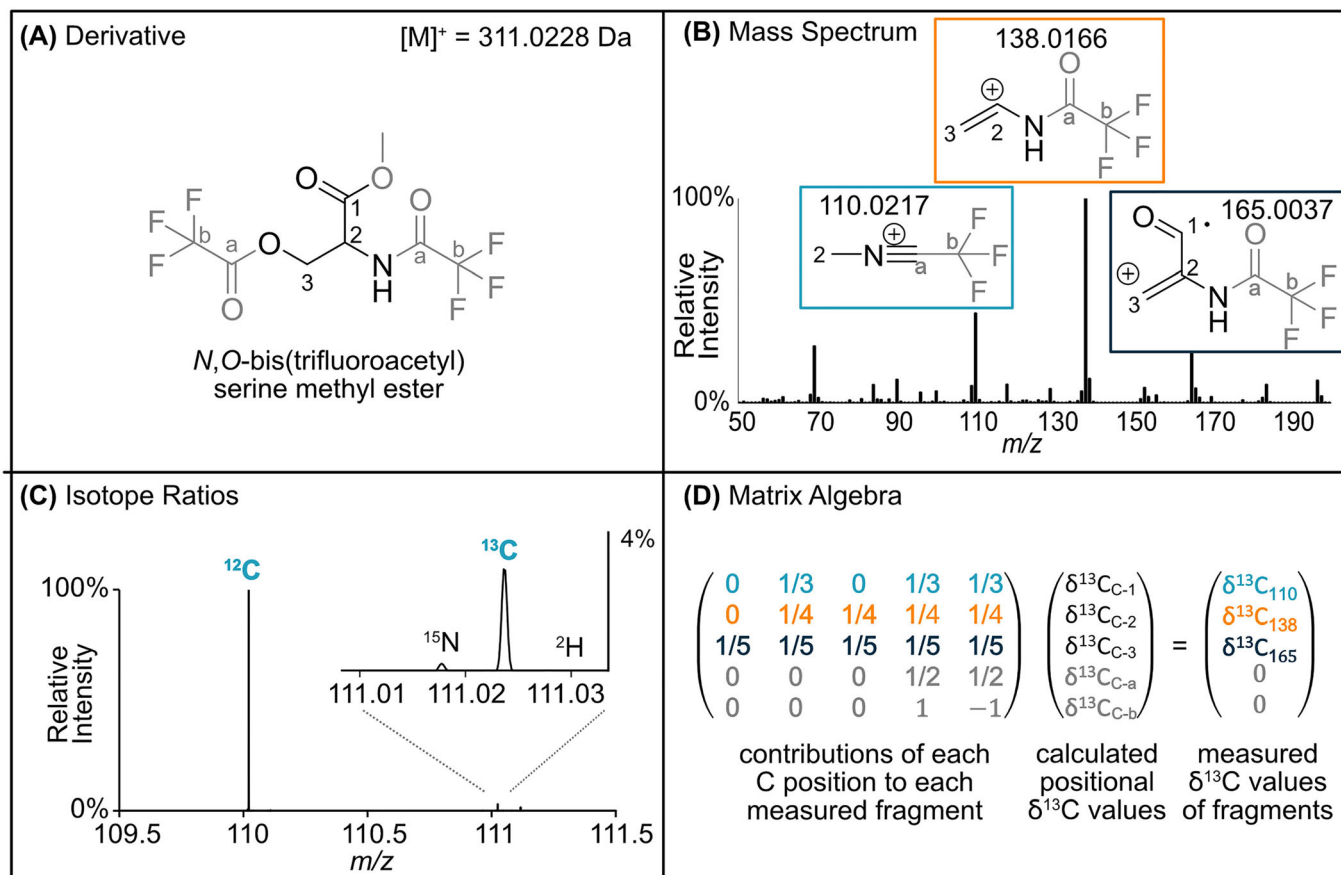 (A) Derivative
[M]⁺ = 311.0228 Da
O
O
1
2
3
O
a
b
F
F
F
O
N
H
O
a
b
F
F
F
N,O-bis(trifluoroacetyl)
serine methyl ester
(B) Mass Spectrum
138.0166
+
3
2
N
H
O
a
b
F
F
F
110.0217
2
N
+
a
b
F
F
F
165.0037
O
1
+
3
2
N
H
O
a
b
F
F
F
100%
0%
Relative
Intensity
50
70
90
110
130
150
170
190
m/z
(C) Isotope Ratios
¹²C
100%
0%
Relative
Intensity
4%
¹³C
¹⁵N
²H
111.01
111.02
111.03
109.5
110
110.5
111
111.5
m/z
(D) Matrix Algebra
0 1/3 0 1/3 1/3 δ¹³C_C-1 δ¹³C₁₁₀
0 1/4 1/4 1/4 1/4 δ¹³C_C-2 δ¹³C₁₃₈
1/5 1/5 1/5 1/5 1/5 δ¹³C_C-3 = δ¹³C₁₆₅
0 0 0 1/2 1/2 δ¹³C_C-a 0
0 0 0 1 −1 δ¹³C_C-b 0
contributions of each
C position to each
measured fragment
calculated
positional
δ¹³C values
measured
δ¹³C values
of fragments